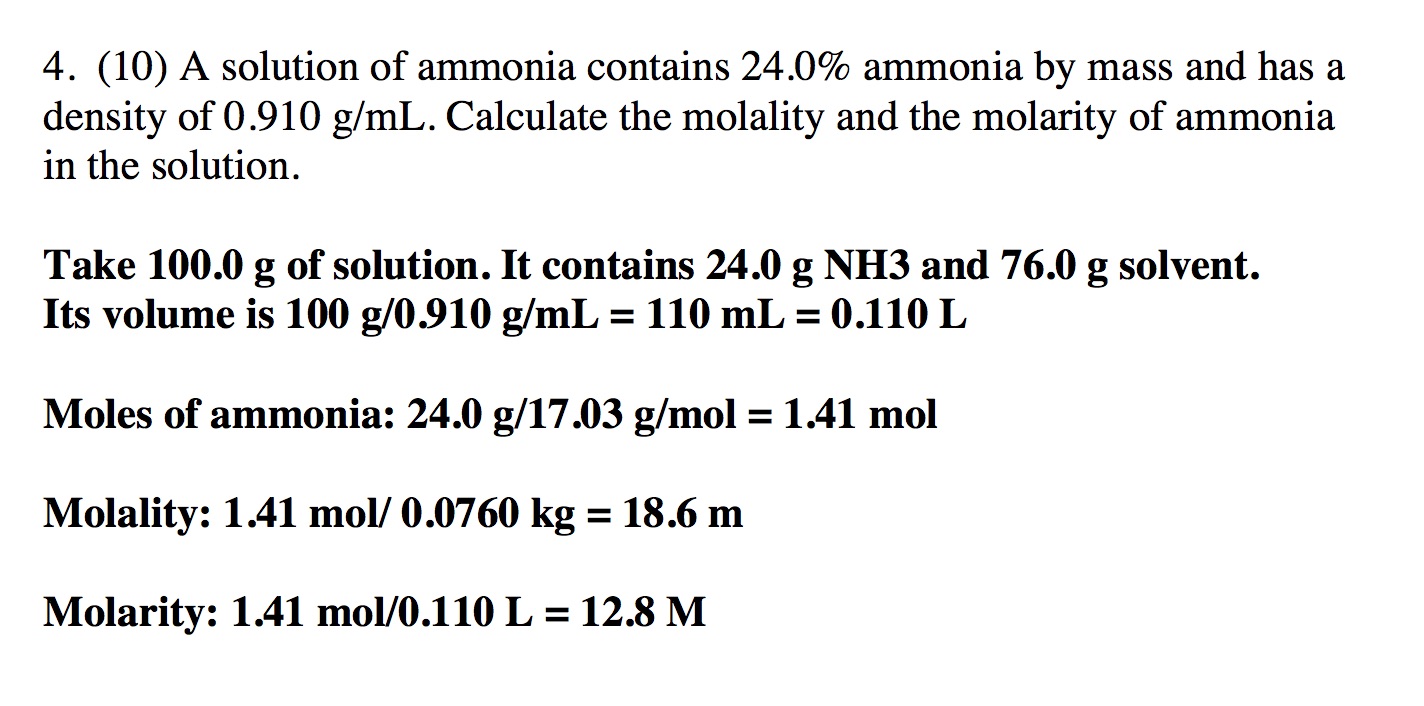 4. (10) A solution of ammonia contains 24.0% ammonia by mass and has a
density of 0.910 g/mL. Calculate the molality and the molarity of ammonia
in the solution.
Take 100.0 g of solution. It contains 24.0 g NH3 and 76.0 g solvent.
Its volume is 100 g/0.910 g/mL = 110 mL = 0.110 L
Moles of ammonia: 24.0 g/17.03 g/mol = 1.41 mol
Molality: 1.41 mol/ 0.0760 kg = 18.6 m
Molarity: 1.41 mol/0.110 L = 12.8 M